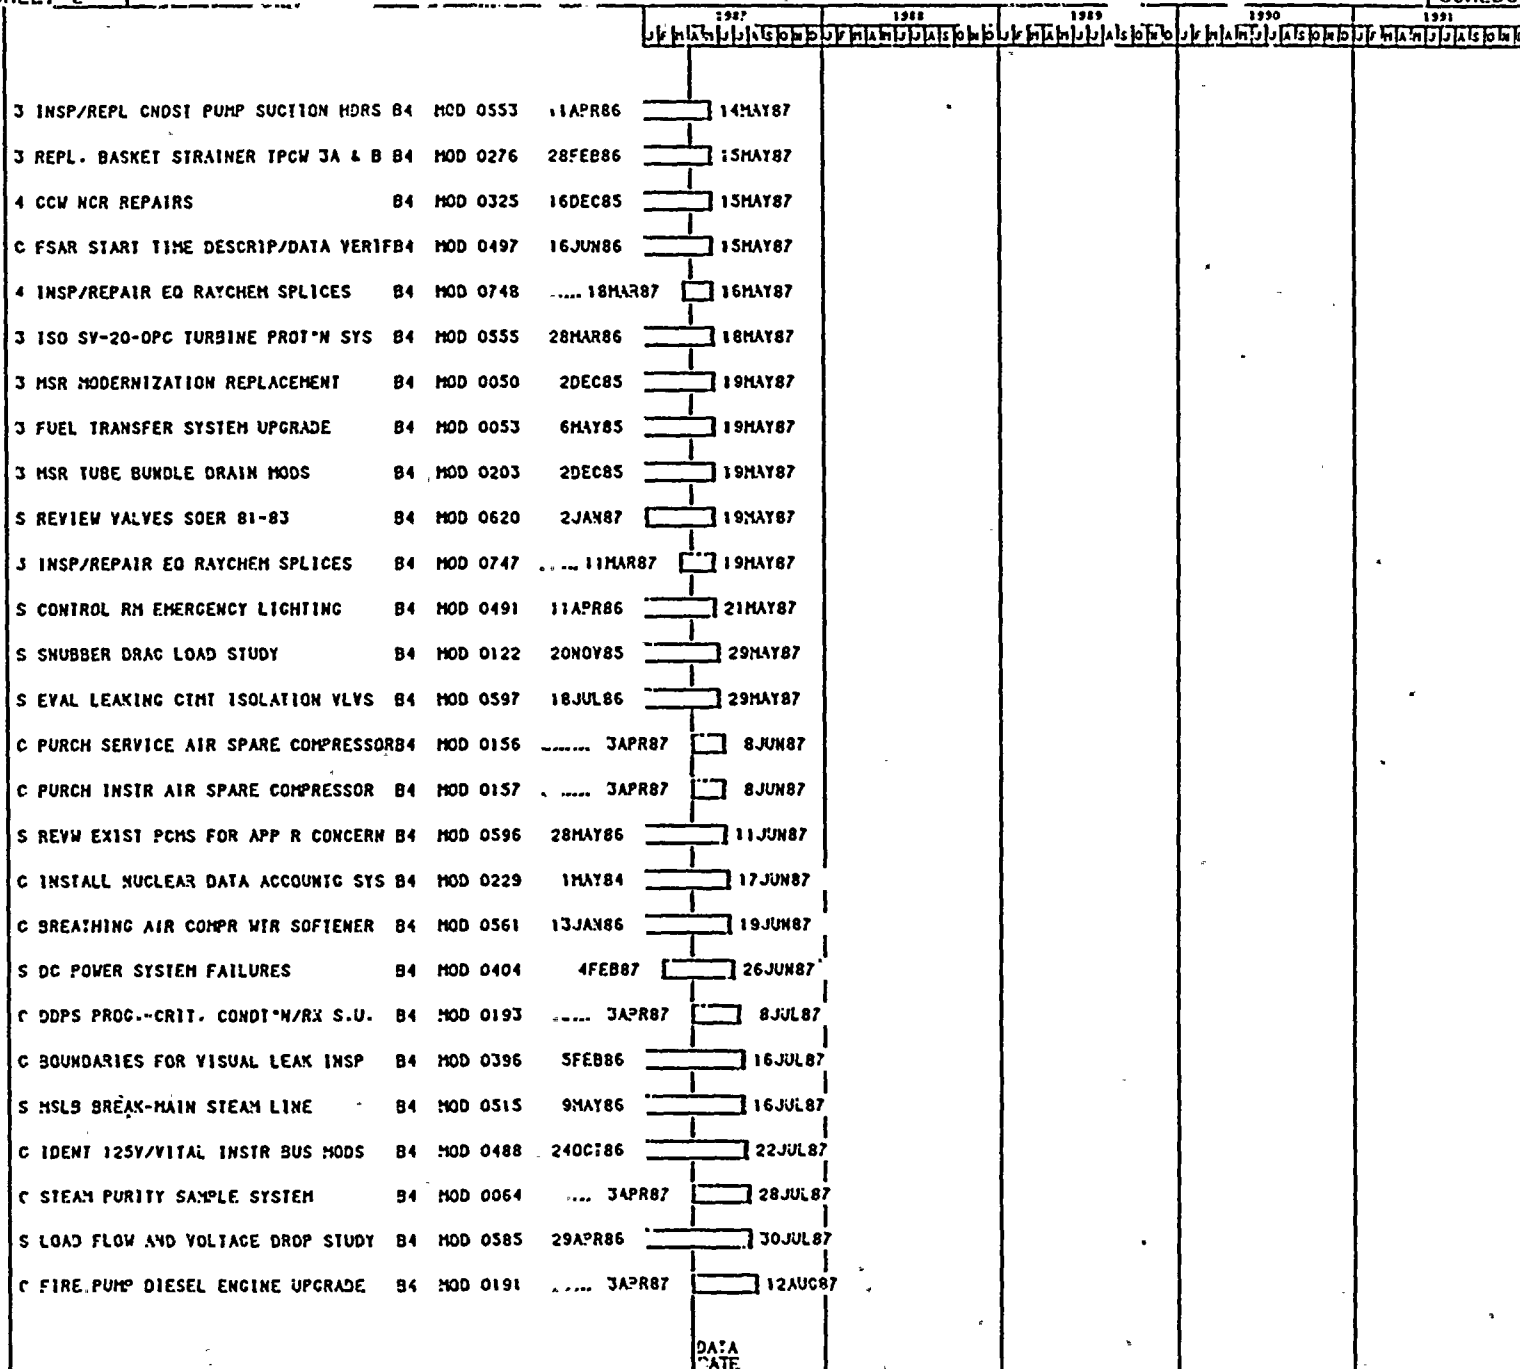 1987 1988 1989 1990 1991
J F M A M J J A S O N D J F M A M J J A S O N D J F M A M J J A S O N D J F M A M J J A S O N D J F M A M J J A S O N D
3 INSP/REPL CNDST PUMP SUCTION HDRS B4 MOD 0553 11APR86 14MAY87
3 REPL. BASKET STRAINER TPCW 3A & B B4 MOD 0276 28FEB86 15MAY87
4 CCW NCR REPAIRS B4 MOD 0325 16DEC85 15MAY87
C FSAR START TIME DESCRIP/DATA VERIFB4 MOD 0497 16JUN86 15MAY87
4 INSP/REPAIR EQ RAYCHEM SPLICES B4 MOD 0748 ..... 18MAR87 16MAY87
3 ISO SV-20-OPC TURBINE PROT'N SYS B4 MOD 0555 28MAR86 18MAY87
3 MSR MODERNIZATION REPLACEMENT B4 MOD 0050 2DEC85 19MAY87
3 FUEL TRANSFER SYSTEM UPGRADE B4 MOD 0053 6MAY85 19MAY87
3 MSR TUBE BUNDLE DRAIN MODS B4 MOD 0203 2DEC85 19MAY87
S REVIEW VALVES SOER 81-83 B4 MOD 0620 2JAN87 19MAY87
3 INSP/REPAIR EQ RAYCHEM SPLICES B4 MOD 0747 ..... 11MAR87 19MAY87
S CONTROL RM EMERGENCY LIGHTING B4 MOD 0491 11APR86 21MAY87
S SNUBBER DRAG LOAD STUDY B4 MOD 0122 20NOV85 29MAY87
S EVAL LEAKING CTMT ISOLATION VLVS B4 MOD 0597 18JUL86 29MAY87
C PURCH SERVICE AIR SPARE COMPRESSORB4 MOD 0156 ....... 3APR87 8JUN87
C PURCH INSTR AIR SPARE COMPRESSOR B4 MOD 0157 . ..... 3APR87 8JUN87
S REVW EXIST PCMS FOR APP R CONCERN B4 MOD 0596 28MAY86 11JUN87
C INSTALL NUCLEAR DATA ACCOUNTG SYS B4 MOD 0229 1MAY84 17JUN87
C BREATHING AIR COMPR WTR SOFTENER B4 MOD 0561 13JAN86 19JUN87
S DC POWER SYSTEM FAILURES B4 MOD 0404 4FEB87 26JUN87
C DDPS PROG.-CRIT. CONDT'N/RX S.U. B4 MOD 0193 ..... 3APR87 8JUL87
C BOUNDARIES FOR VISUAL LEAK INSP B4 MOD 0396 5FEB86 16JUL87
S MSLB BREAK-MAIN STEAM LINE B4 MOD 0515 9MAY86 16JUL87
C IDENT 125V/VITAL INSTR BUS MODS B4 MOD 0488 24OCT86 22JUL87
C STEAM PURITY SAMPLE SYSTEM B4 MOD 0064 .... 3APR87 28JUL87
S LOAD FLOW AND VOLTAGE DROP STUDY B4 MOD 0585 29APR86 30JUL87
C FIRE PUMP DIESEL ENGINE UPGRADE B4 MOD 0191 ..... 3APR87 12AUG87
DATA
DATE